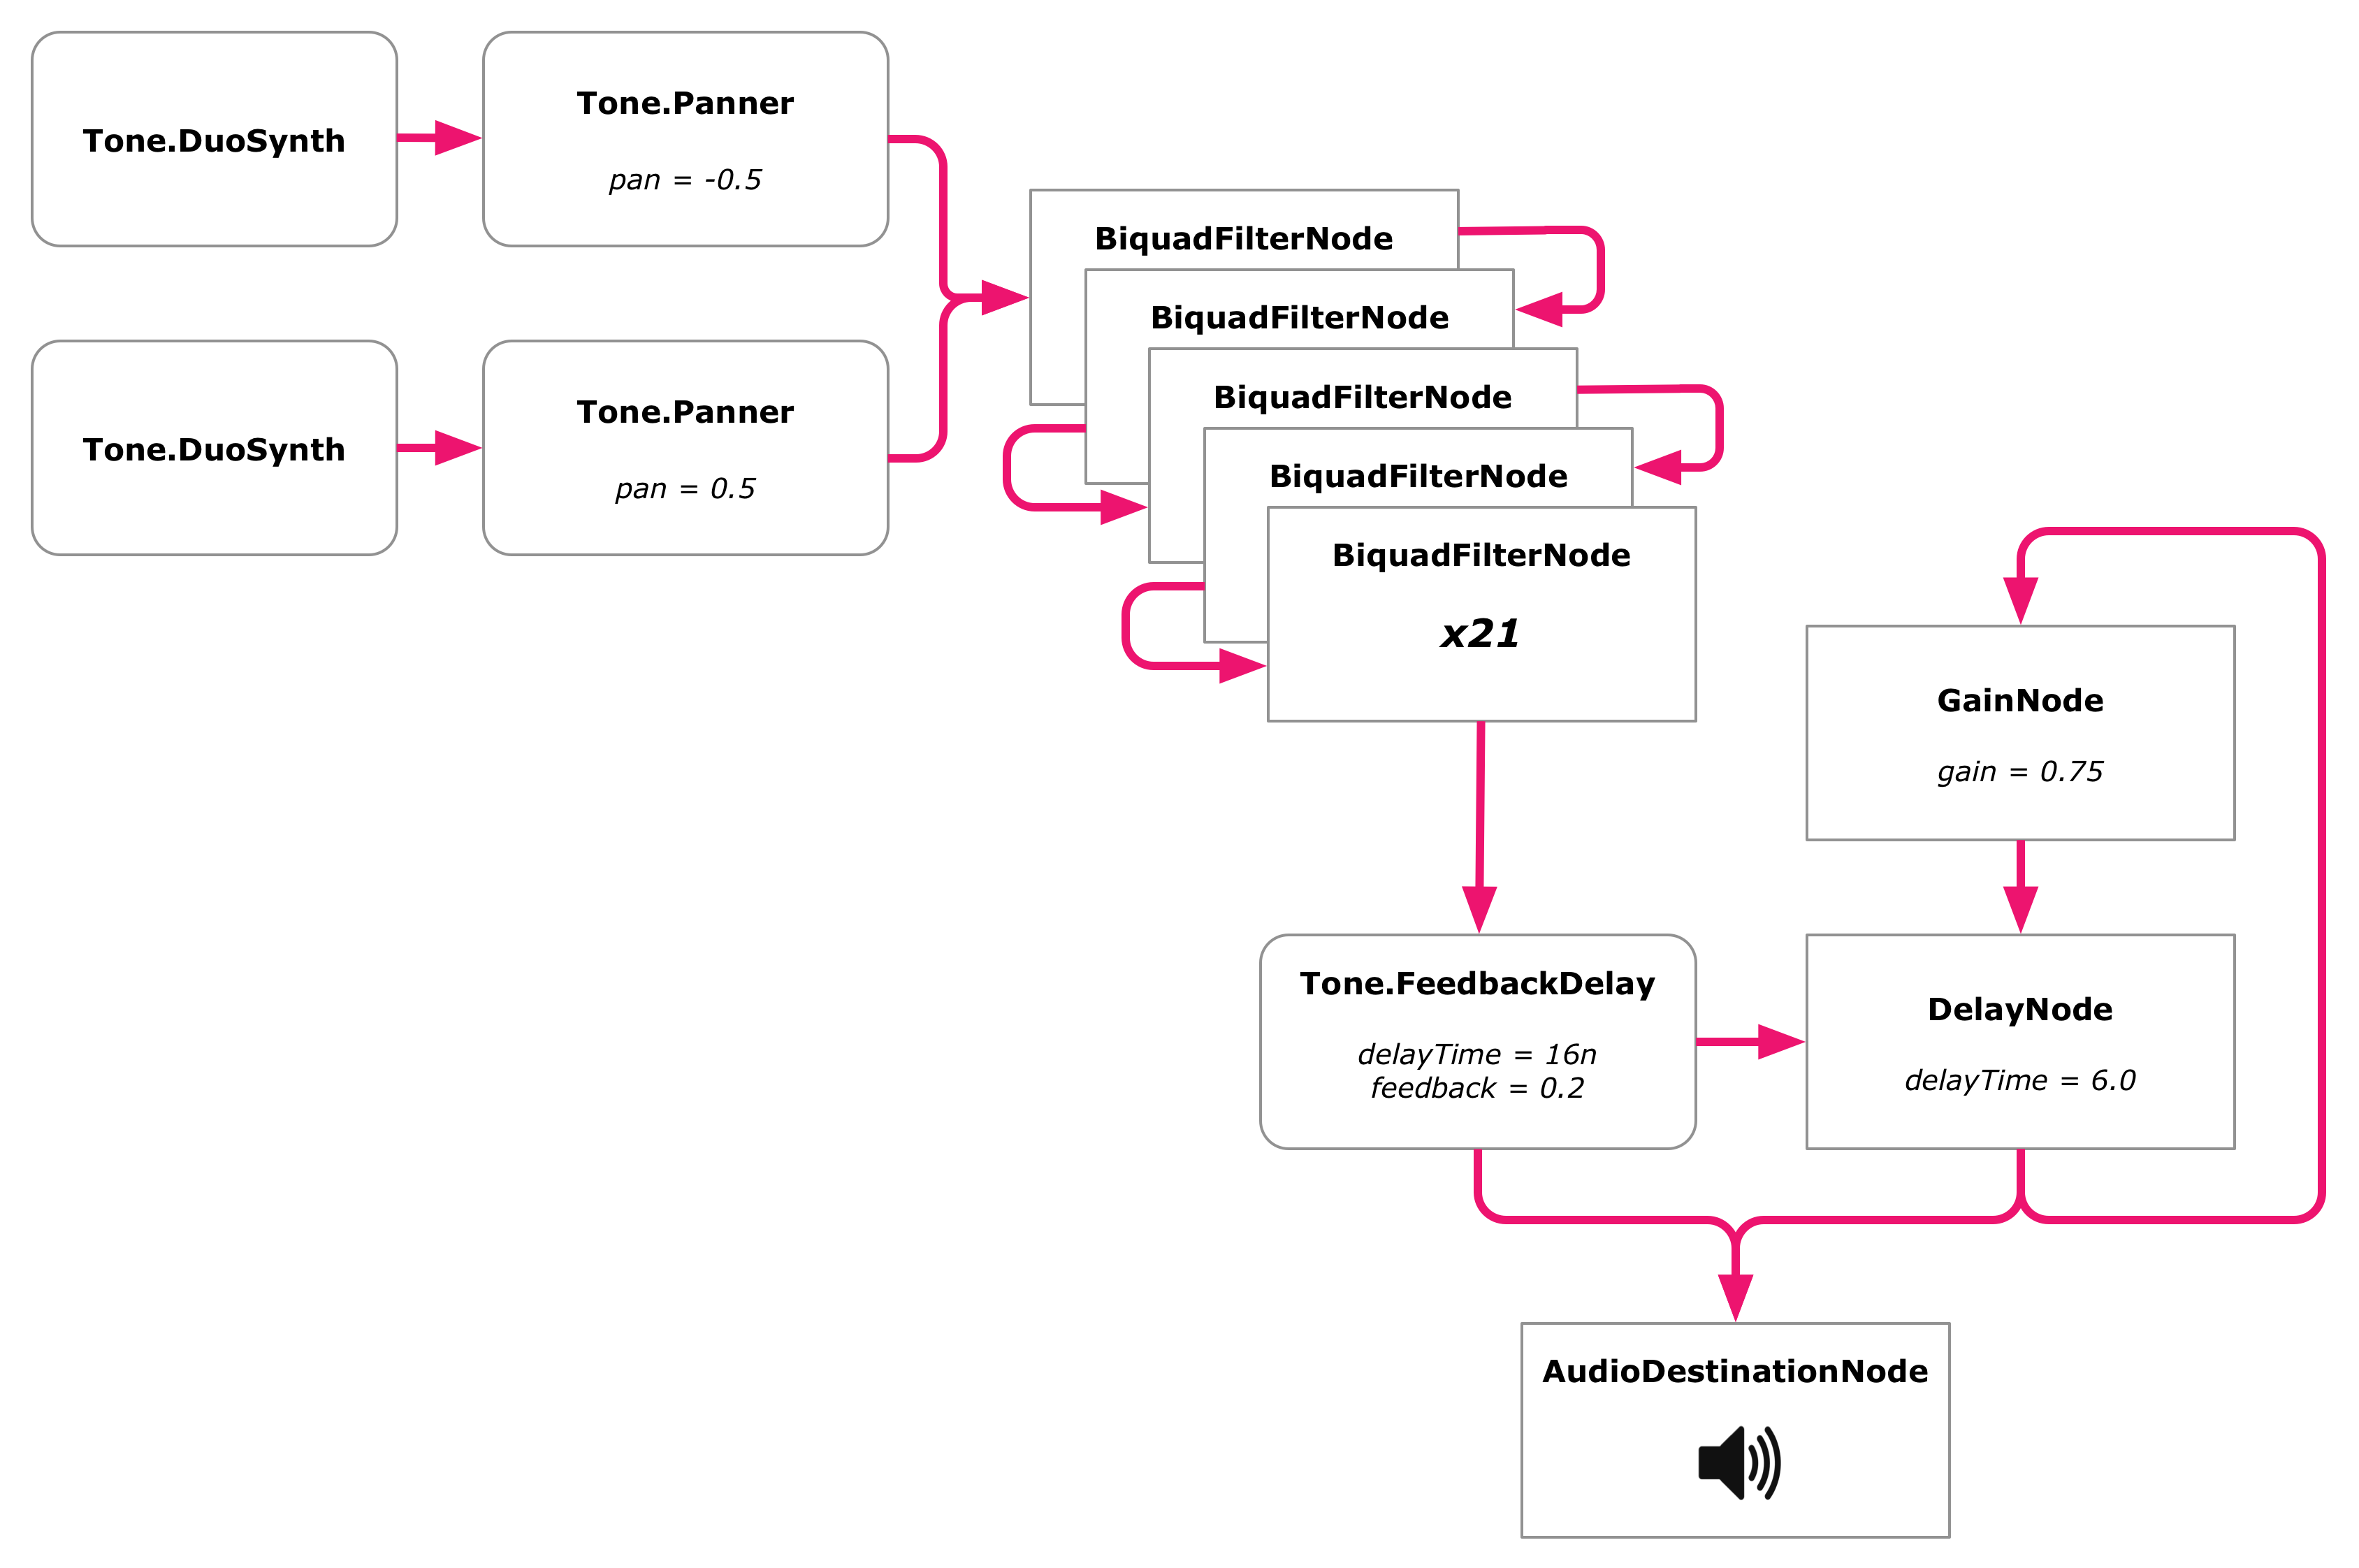 Tone.DuoSynth
Tone.Panner
pan = -0.5
Tone.DuoSynth
Tone.Panner
pan = 0.5
BiquadFilterNode
BiquadFilterNode
BiquadFilterNode
BiquadFilterNode
BiquadFilterNode
x21
GainNode
gain = 0.75
Tone.FeedbackDelay
delayTime = 16n
feedback = 0.2
DelayNode
delayTime = 6.0
AudioDestinationNode